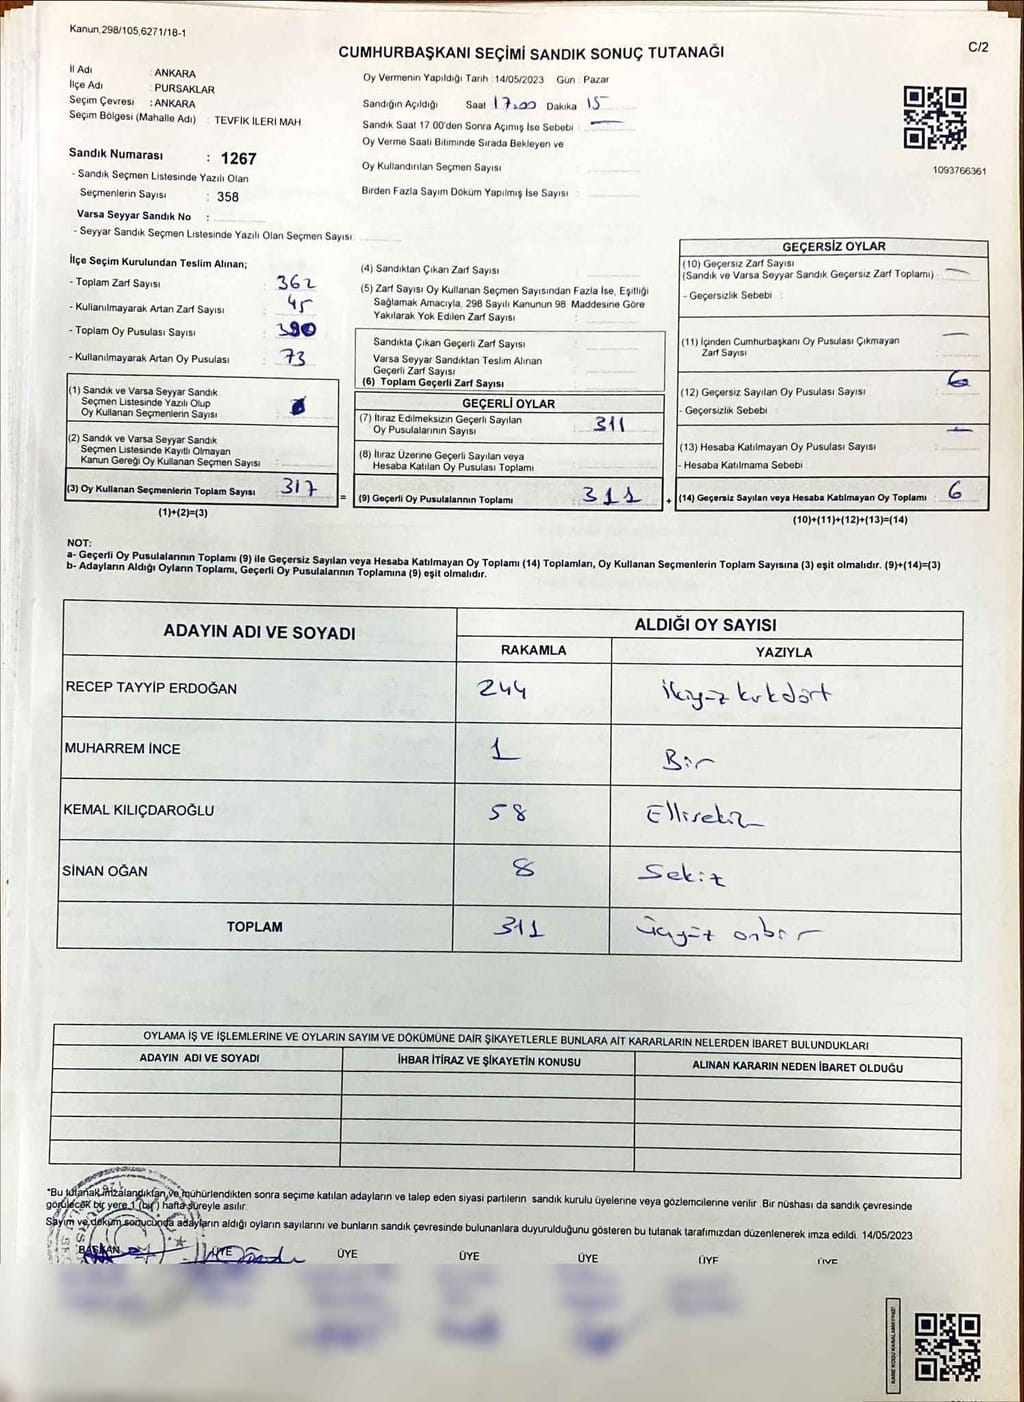 Kanun,298/105,6271/18-1
C/2
CUMHURBAŞKANI SEÇİMİ SANDIK SONUÇ TUTANAĞI
İl Adı : ANKARA
İlçe Adı : PURSAKLAR
Seçim Çevresi : ANKARA
Seçim Bölgesi (Mahalle Adı) : TEVFİK İLERİ MAH.
Oy Vermenin Yapıldığı Tarih : 14/05/2023 Gün : Pazar
Sandığın Açıldığı Saat 17.00 Dakika 15
Sandık Saat 17.00'den Sonra Açımış İse Sebebi :
Oy Verme Saati Bitiminde Sırada Bekleyen ve
Oy Kullandırılan Seçmen Sayısı :
Birden Fazla Sayım Döküm Yapılmış İse Sayısı :
1093766361
Sandık Numarası : 1267
- Sandık Seçmen Listesinde Yazılı Olan
Seçmenlerin Sayısı : 358
Varsa Seyyar Sandık No :
- Seyyar Sandık Seçmen Listesinde Yazılı Olan Seçmen Sayısı:
İlçe Seçim Kurulundan Teslim Alınan;
- Toplam Zarf Sayısı : 362
- Kullanılmayarak Artan Zarf Sayısı : 45
- Toplam Oy Pusulası Sayısı : 390
- Kullanılmayarak Artan Oy Pusulası : 73
(1) Sandık ve Varsa Seyyar Sandık
Seçmen Listesinde Yazılı Olup
Oy Kullanan Seçmenlerin Sayısı :
(2) Sandık ve Varsa Seyyar Sandık
Seçmen Listesinde Kayıtlı Olmayan
Kanun Gereği Oy Kullanan Seçmen Sayısı :
(3) Oy Kullanan Seçmenlerin Toplam Sayısı : 317
(1)+(2)=(3)
(4) Sandıktan Çıkan Zarf Sayısı :
(5) Zarf Sayısı Oy Kullanan Seçmen Sayısından Fazla İse, Eşitliği
Sağlamak Amacıyla, 298 Sayılı Kanunun 98. Maddesine Göre
Yakılarak Yok Edilen Zarf Sayısı :
Sandıkta Çıkan Geçerli Zarf Sayısı :
Varsa Seyyar Sandıktan Teslim Alınan
Geçerli Zarf Sayısı :
(6) Toplam Geçerli Zarf Sayısı :
GEÇERLİ OYLAR
(7) İtiraz Edilmeksizin Geçerli Sayılan
Oy Pusulalarının Sayısı : 311
(8) İtiraz Üzerine Geçerli Sayılan veya
Hesaba Katılan Oy Pusulası Toplamı :
= (9) Geçerli Oy Pusulalarının Toplamı : 311
GEÇERSİZ OYLAR
(10) Geçersiz Zarf Sayısı
(Sandık ve Varsa Seyyar Sandık Geçersiz Zarf Toplamı) :
- Geçersizlik Sebebi :
(11) İçinden Cumhurbaşkanı Oy Pusulası Çıkmayan
Zarf Sayısı :
(12) Geçersiz Sayılan Oy Pusulası Sayısı : 6
- Geçersizlik Sebebi :
(13) Hesaba Katılmayan Oy Pusulası Sayısı :
- Hesaba Katılmama Sebebi :
+ (14) Geçersiz Sayılan veya Hesaba Katılmayan Oy Toplamı : 6
(10)+(11)+(12)+(13)=(14)
NOT:
a- Geçerli Oy Pusulalarının Toplamı (9) ile Geçersiz Sayılan veya Hesaba Katılmayan Oy Toplamı (14) Toplamları, Oy Kullanan Seçmenlerin Toplam Sayısına (3) eşit olmalıdır. (9)+(14)=(3)
b- Adayların Aldığı Oyların Toplamı, Geçerli Oy Pusulalarının Toplamına (9) eşit olmalıdır.
ADAYIN ADI VE SOYADI ALDIĞI OY SAYISI
RAKAMLA YAZIYLA
RECEP TAYYİP ERDOĞAN 244 ikiyüz kırkdört
MUHARREM İNCE 1 Bir
KEMAL KILIÇDAROĞLU 58 Ellisekiz
SİNAN OĞAN 8 Sekiz
TOPLAM 311 üçyüz onbir
OYLAMA İŞ VE İŞLEMLERİNE VE OYLARIN SAYIM VE DÖKÜMÜNE DAİR ŞİKAYETLERLE BUNLARA AİT KARARLARIN NELERDEN İBARET BULUNDUKLARI
ADAYIN ADI VE SOYADI İHBAR İTİRAZ VE ŞİKAYETİN KONUSU ALINAN KARARIN NEDEN İBARET OLDUĞU
*Bu tutanak imzalandıktan ve mühürlendikten sonra seçime katılan adayların ve talep eden siyasi partilerin sandık kurulu üyelerine veya gözlemcilerine verilir. Bir nüshası da sandık çevresinde
görülecek bir yere 1 (bir) hafta süreyle asılır.
Sayım ve döküm sonucunda adayların aldığı oyların sayılarını ve bunların sandık çevresinde bulunanlara duyurulduğunu gösteren bu tutanak tarafımızdan düzenlenerek imza edildi. 14/05/2023
BAŞKAN ÜYE ÜYE ÜYE ÜYE ÜYE ÜYE